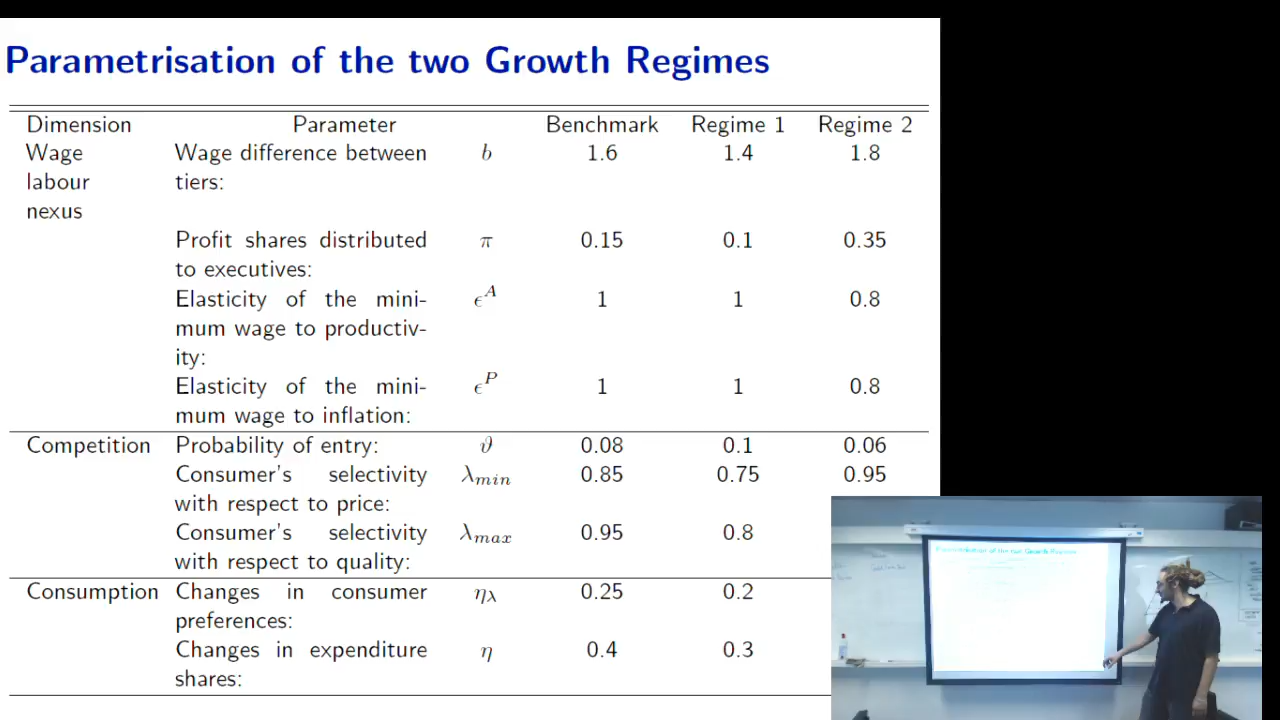 Parametrisation of the two Growth Regimes
Dimension Parameter Benchmark Regime 1 Regime 2
Wage Wage difference between b 1.6 1.4 1.8
labour tiers:
nexus
Profit shares distributed π 0.15 0.1 0.35
to executives:
Elasticity of the mini- ϵ^A 1 1 0.8
mum wage to productiv-
ity:
Elasticity of the mini- ϵ^P 1 1 0.8
mum wage to inflation:
Competition Probability of entry: ϑ 0.08 0.1 0.06
Consumer's selectivity λ_min 0.85 0.75 0.95
with respect to price:
Consumer's selectivity λ_max 0.95 0.8
with respect to quality:
Consumption Changes in consumer η_λ 0.25 0.2
preferences:
Changes in expenditure η 0.4 0.3
shares:
Parametrisation of the two Growth Regimes